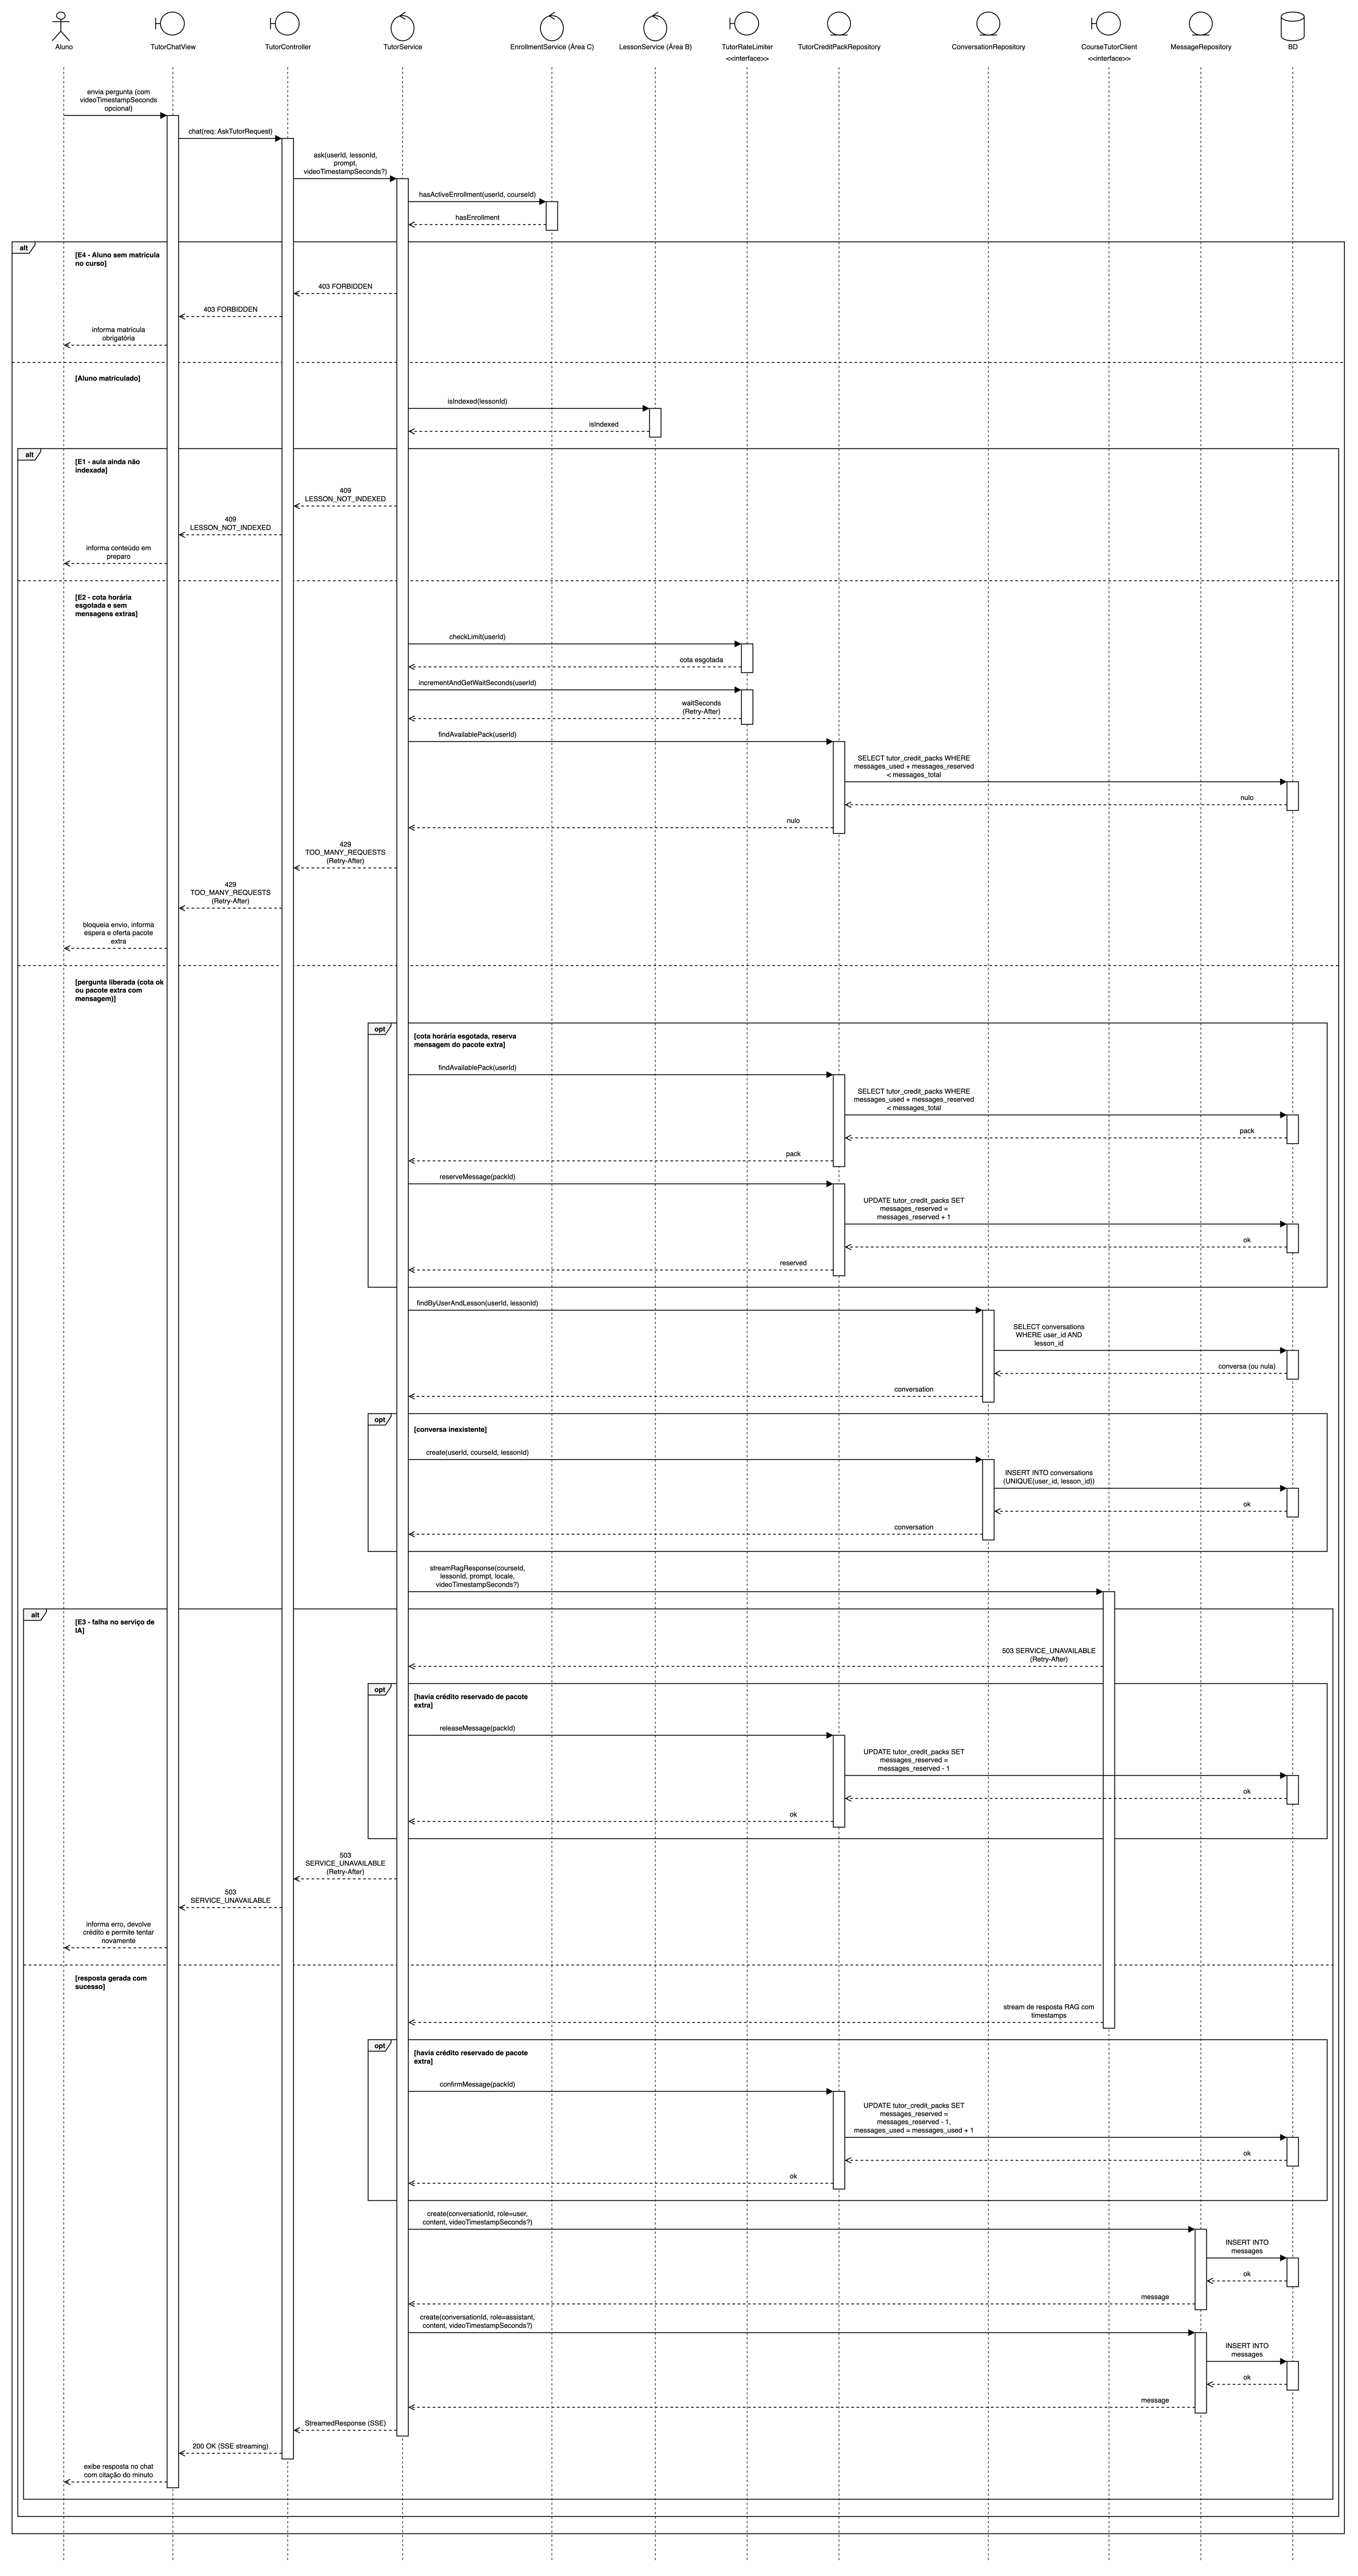 Aluno
TutorChatView
TutorController
TutorService
EnrollmentService (Área C)
LessonService (Área B)
TutorRateLimiter
<<interface>>
TutorCreditPackRepository
ConversationRepository
CourseTutorClient
<<interface>>
MessageRepository
BD
envia pergunta (com
videoTimestampSeconds
opcional)
chat(req: AskTutorRequest)
ask(userId, lessonId,
prompt,
videoTimestampSeconds?)
hasActiveEnrollment(userId, courseId)
hasEnrollment
alt
[E4 - Aluno sem matrícula
no curso]
403 FORBIDDEN
403 FORBIDDEN
informa matrícula
obrigatória
[Aluno matriculado]
isIndexed(lessonId)
isIndexed
alt
[E1 - aula ainda não
indexada]
409
LESSON_NOT_INDEXED
409
LESSON_NOT_INDEXED
informa conteúdo em
preparo
[E2 - cota horária
esgotada e sem
mensagens extras]
checkLimit(userId)
cota esgotada
incrementAndGetWaitSeconds(userId)
waitSeconds
(Retry-After)
findAvailablePack(userId)
SELECT tutor_credit_packs WHERE
messages_used + messages_reserved
< messages_total
nulo
nulo
429
TOO_MANY_REQUESTS
(Retry-After)
429
TOO_MANY_REQUESTS
(Retry-After)
bloqueia envio, informa
espera e oferta pacote
extra
[pergunta liberada (cota ok
ou pacote extra com
mensagem)]
opt
[cota horária esgotada, reserva
mensagem do pacote extra]
findAvailablePack(userId)
SELECT tutor_credit_packs WHERE
messages_used + messages_reserved
< messages_total
pack
pack
reserveMessage(packId)
UPDATE tutor_credit_packs SET
messages_reserved =
messages_reserved + 1
ok
reserved
findByUserAndLesson(userId, lessonId)
SELECT conversations
WHERE user_id AND
lesson_id
conversa (ou nula)
conversation
opt
[conversa inexistente]
create(userId, courseId, lessonId)
INSERT INTO conversations
(UNIQUE(user_id, lesson_id))
ok
conversation
streamRagResponse(courseId,
lessonId, prompt, locale,
videoTimestampSeconds?)
alt
[E3 - falha no serviço de
IA]
503 SERVICE_UNAVAILABLE
(Retry-After)
opt
[havia crédito reservado de pacote
extra]
releaseMessage(packId)
UPDATE tutor_credit_packs SET
messages_reserved =
messages_reserved - 1
ok
ok
503
SERVICE_UNAVAILABLE
(Retry-After)
503
SERVICE_UNAVAILABLE
informa erro, devolve
crédito e permite tentar
novamente
[resposta gerada com
sucesso]
stream de resposta RAG com
timestamps
opt
[havia crédito reservado de pacote
extra]
confirmMessage(packId)
UPDATE tutor_credit_packs SET
messages_reserved =
messages_reserved - 1,
messages_used = messages_used + 1
ok
ok
create(conversationId, role=user,
content, videoTimestampSeconds?)
INSERT INTO
messages
ok
message
create(conversationId, role=assistant,
content, videoTimestampSeconds?)
INSERT INTO
messages
ok
message
StreamedResponse (SSE)
200 OK (SSE streaming)
exibe resposta no chat
com citação do minuto